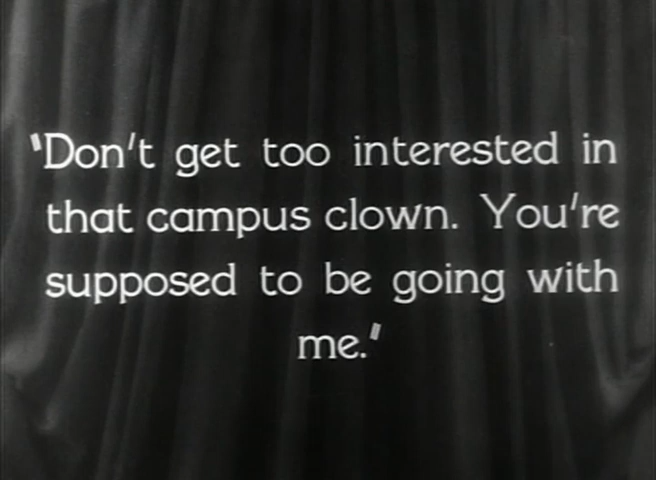 "Don't get too interested in
that campus clown. You're
supposed to be going with
me."